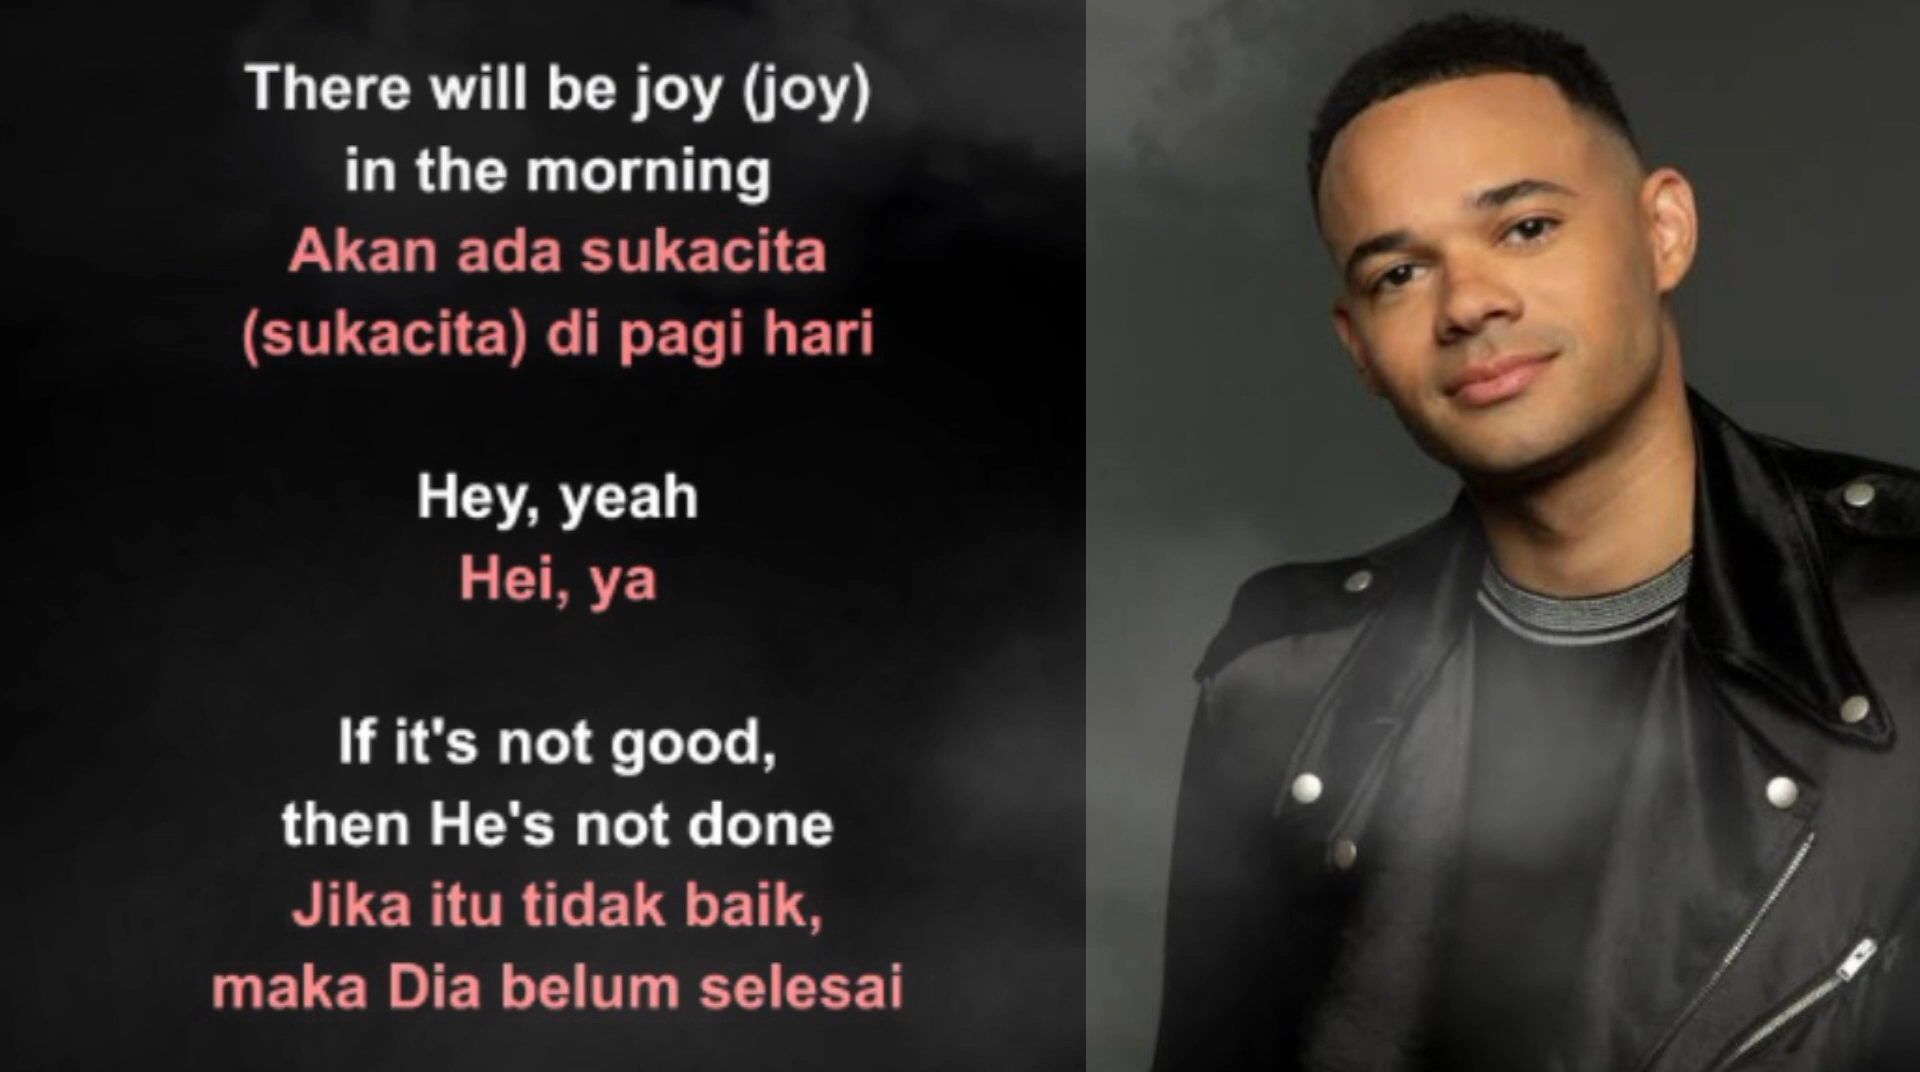 There will be joy (joy)
in the morning
Akan ada sukacita
(sukacita) di pagi hari
Hey, yeah
Hei, ya
If it's not good,
then He's not done
Jika itu tidak baik,
maka Dia belum selesai